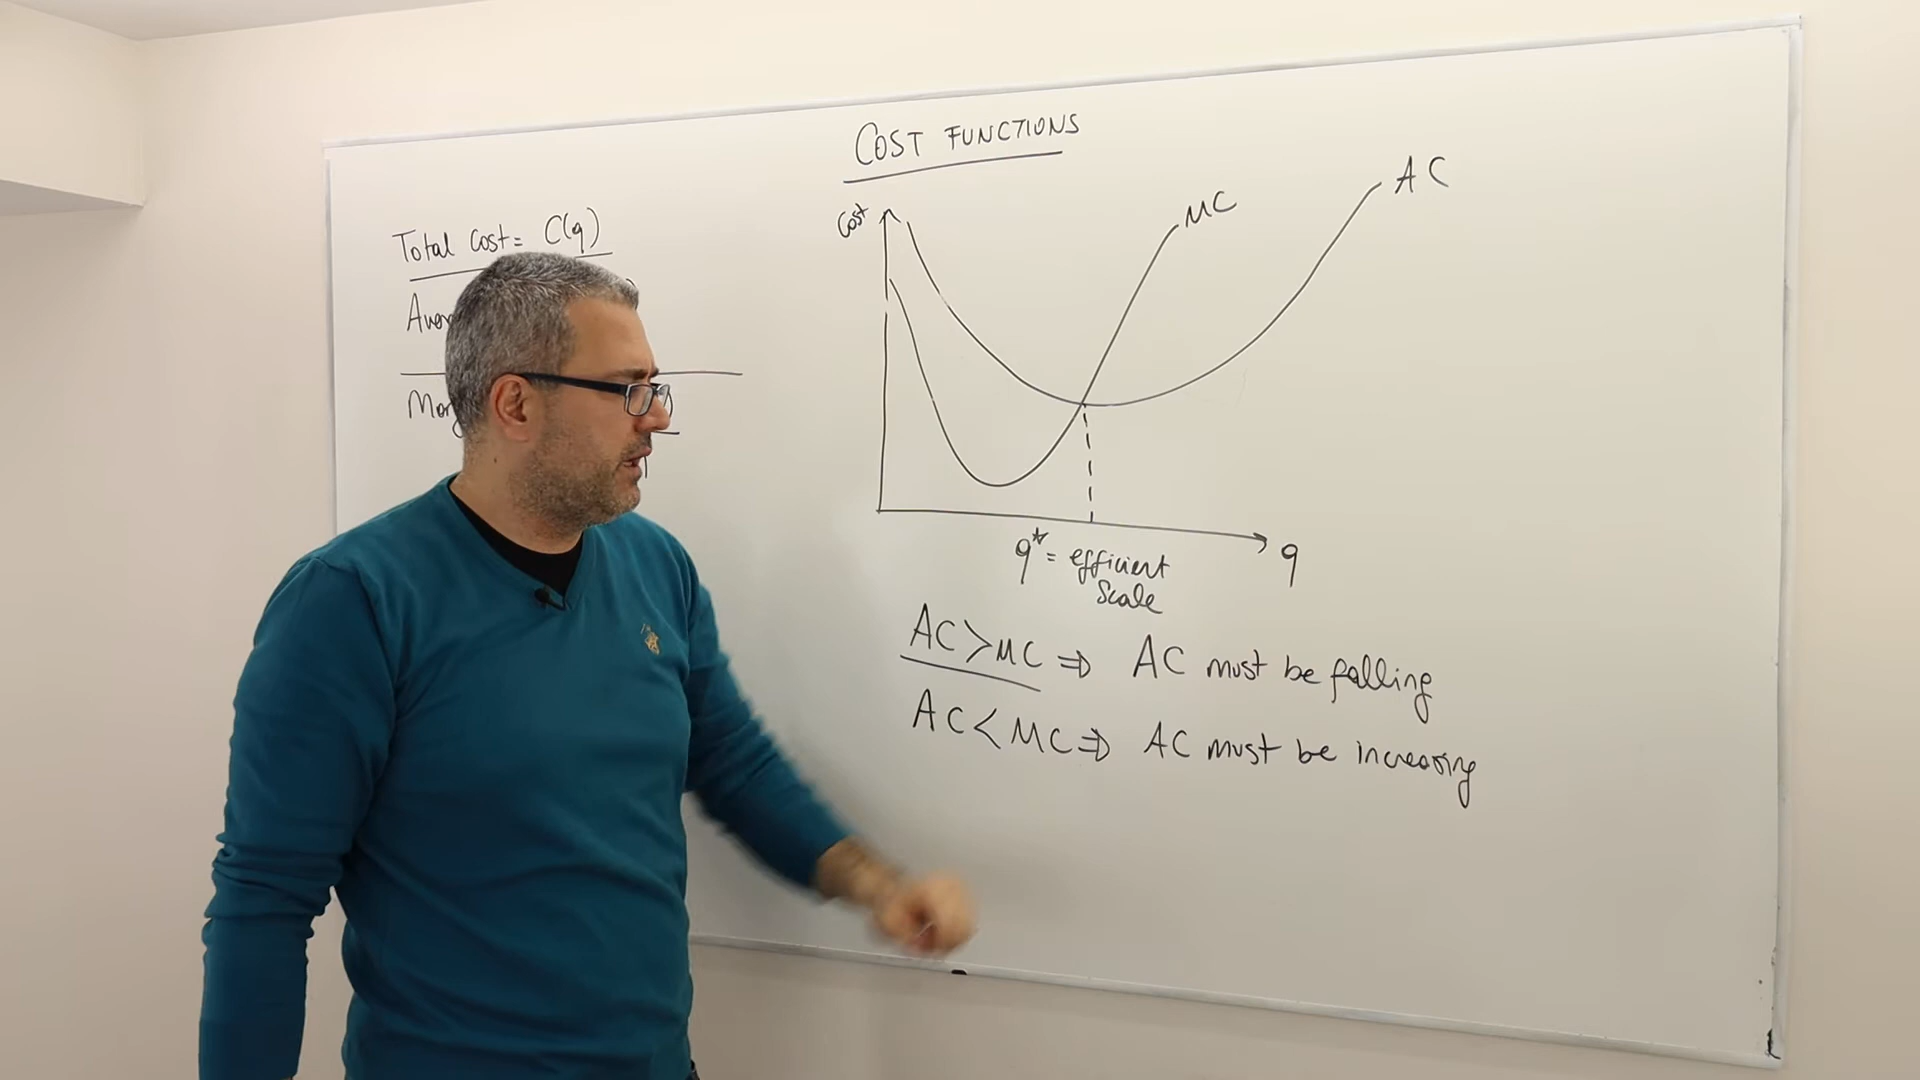 COST FUNCTIONS
Total Cost = C(q)
Cost
MC
AC
q* = efficient
Scale
q
AC > MC ⇒ AC must be falling
AC < MC ⇒ AC must be increasing